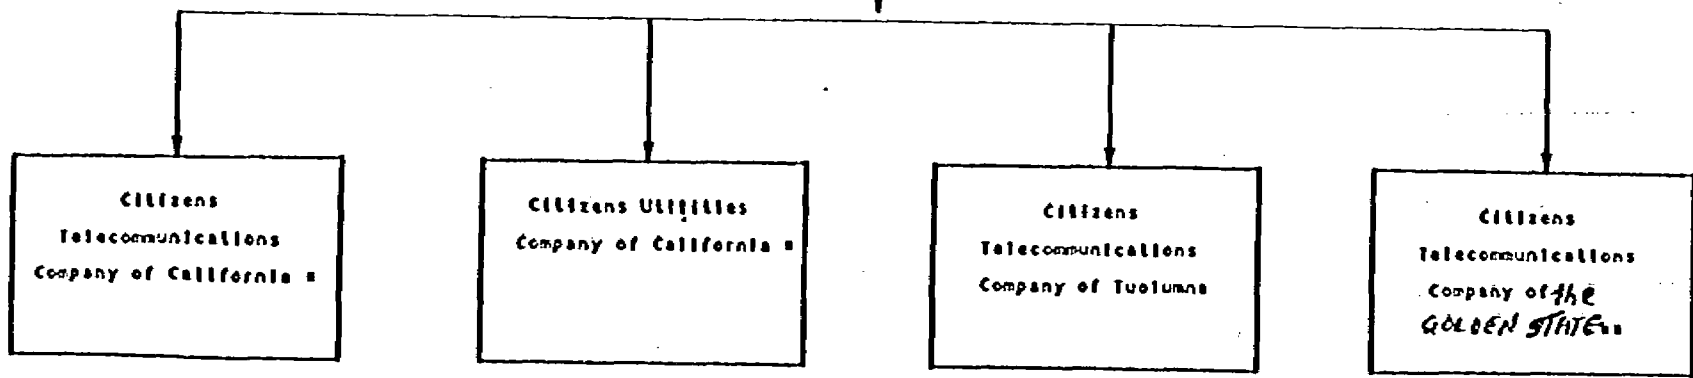 Citizens
Telecommunications
Company of California *
Citizens Utilities
Company of California *
Citizens
Telecommunications
Company of Tuolumne
Citizens
Telecommunications
Company of the
GOLDEN STATE **